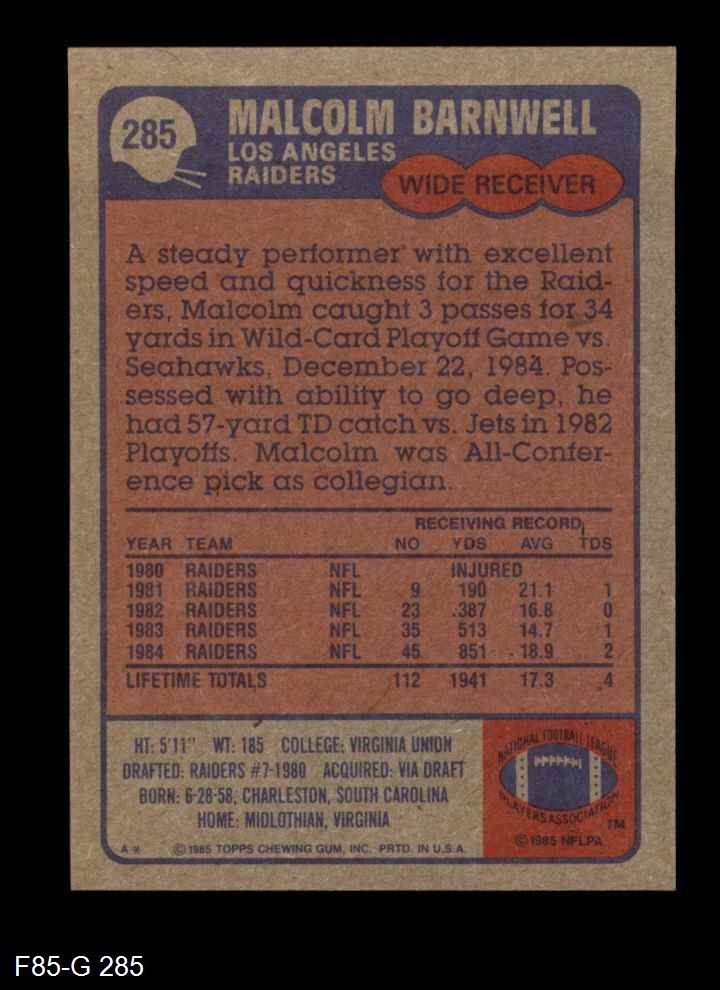 285
MALCOLM BARNWELL
LOS ANGELES
RAIDERS
WIDE RECEIVER
A steady performer with excellent
speed and quickness for the Raid-
ers, Malcolm caught 3 passes for 34
yards in Wild-Card Playoff Game vs.
Seahawks, December 22, 1984. Pos-
sessed with ability to go deep, he
had 57-yard TD catch vs. Jets in 1982
Playoffs. Malcolm was All-Confer-
ence pick as collegian.
RECEIVING RECORD
YEAR TEAM NO YDS AVG TDS
1980 RAIDERS NFL INJURED
1981 RAIDERS NFL 9 190 21.1 1
1982 RAIDERS NFL 23 387 16.8 0
1983 RAIDERS NFL 35 513 14.7 1
1984 RAIDERS NFL 45 851 18.9 2
LIFETIME TOTALS 112 1941 17.3 4
HT: 5'11" WT: 185 COLLEGE: VIRGINIA UNION
DRAFTED: RAIDERS #7-1980 ACQUIRED: VIA DRAFT
BORN: 6-28-58, CHARLESTON, SOUTH CAROLINA
HOME: MIDLOTHIAN, VIRGINIA
A * © 1985 TOPPS CHEWING GUM, INC. PRTD. IN U.S.A.
NATIONAL FOOTBALL LEAGUE
PLAYERS ASSOCIATION
TM
© 1985 NFLPA
F85-G 285